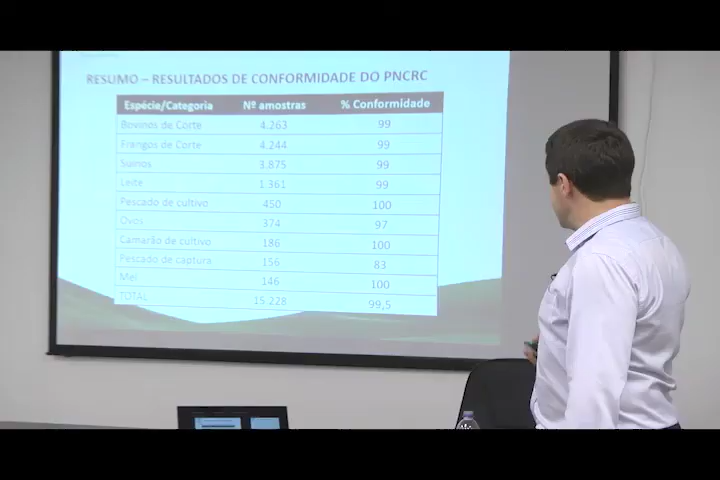 RESUMO – RESULTADOS DE CONFORMIDADE DO PNCRC
Espécie/Categoria Nº amostras % Conformidade
Bovinos de Corte 4.263 99
Frangos de Corte 4.244 99
Suínos 3.875 99
Leite 1.361 99
Pescado de cultivo 450 100
Ovos 374 97
Camarão de cultivo 186 100
Pescado de captura 156 83
Mel 146 100
TOTAL 15.228 99,5